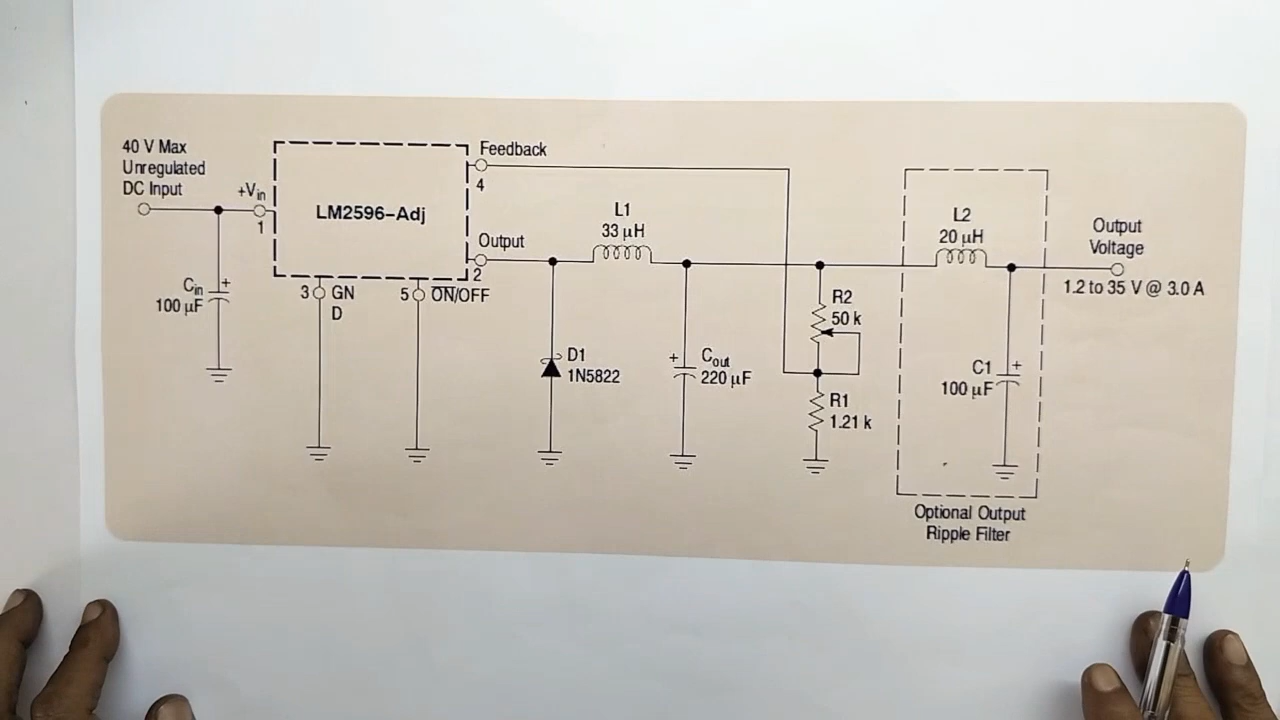 40 V Max
Unregulated
DC Input
+Vin
1
LM2596-Adj
Feedback
4
Output
2
3
GN
D
5
ON/OFF
Cin
100 µF
+
L1
33 µH
D1
1N5822
+
Cout
220 µF
R2
50 k
R1
1.21 k
L2
20 µH
C1
100 µF
+
Output
Voltage
1.2 to 35 V @ 3.0 A
Optional Output
Ripple Filter